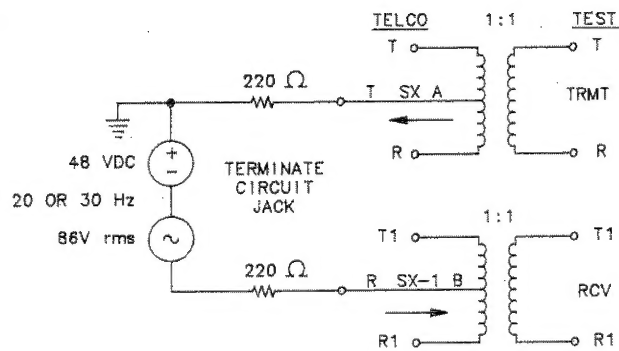 TELCO 1:1 TEST
T T
220 Ω
T SX A TRMT
R R
48 VDC
+
−
TERMINATE
CIRCUIT
JACK
20 OR 30 Hz
86V rms
~
1:1
T1 T1
220 Ω
R SX-1 B RCV
R1 R1